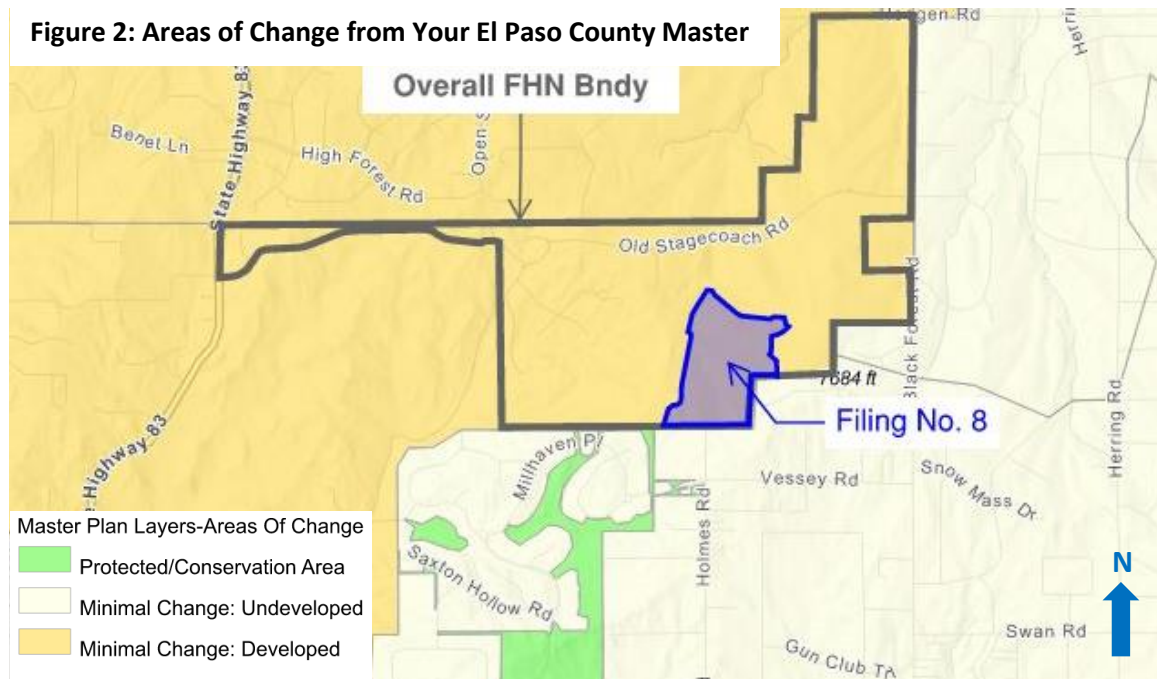 Figure 2: Areas of Change from Your El Paso County Master
Overall FHN Bndy
Benet Ln
High Forest Rd
Open S
State Highway 83
Old Stagecoach Rd
Black Forest Rd
7684 ft
Filing No. 8
Herring Rd
State Highway 83
Millhaven Pl
Vessey Rd
Snow Mass Dr
Holmes Rd
Saxton Hollow Rd
Swan Rd
Gun Club
N
Master Plan Layers-Areas Of Change
Protected/Conservation Area
Minimal Change: Undeveloped
Minimal Change: Developed